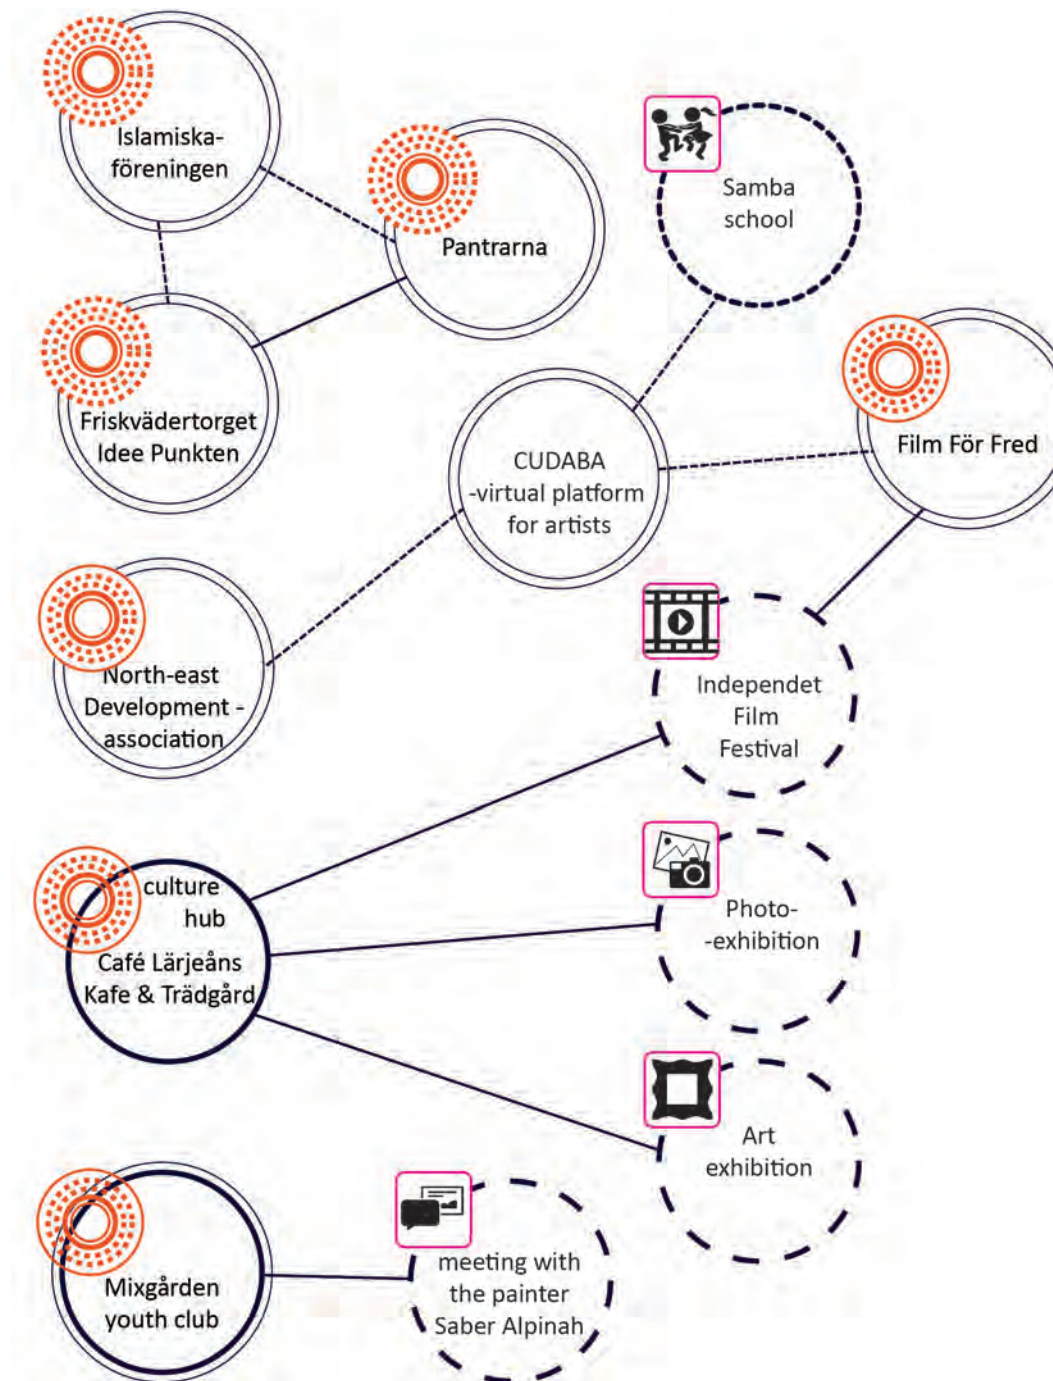 Islamiska-
föreningen
Pantrarna
Samba
school
Friskvädertorget
Idee Punkten
Film För Fred
CUDABA
-virtual platform
for artists
North-east
Development -
association
Independet
Film
Festival
culture
hub
Café Lärjeåns
Kafe & Trädgård
Photo-
-exhibition
Art
exhibition
Mixgården
youth club
meeting with
the painter
Saber Alpinah